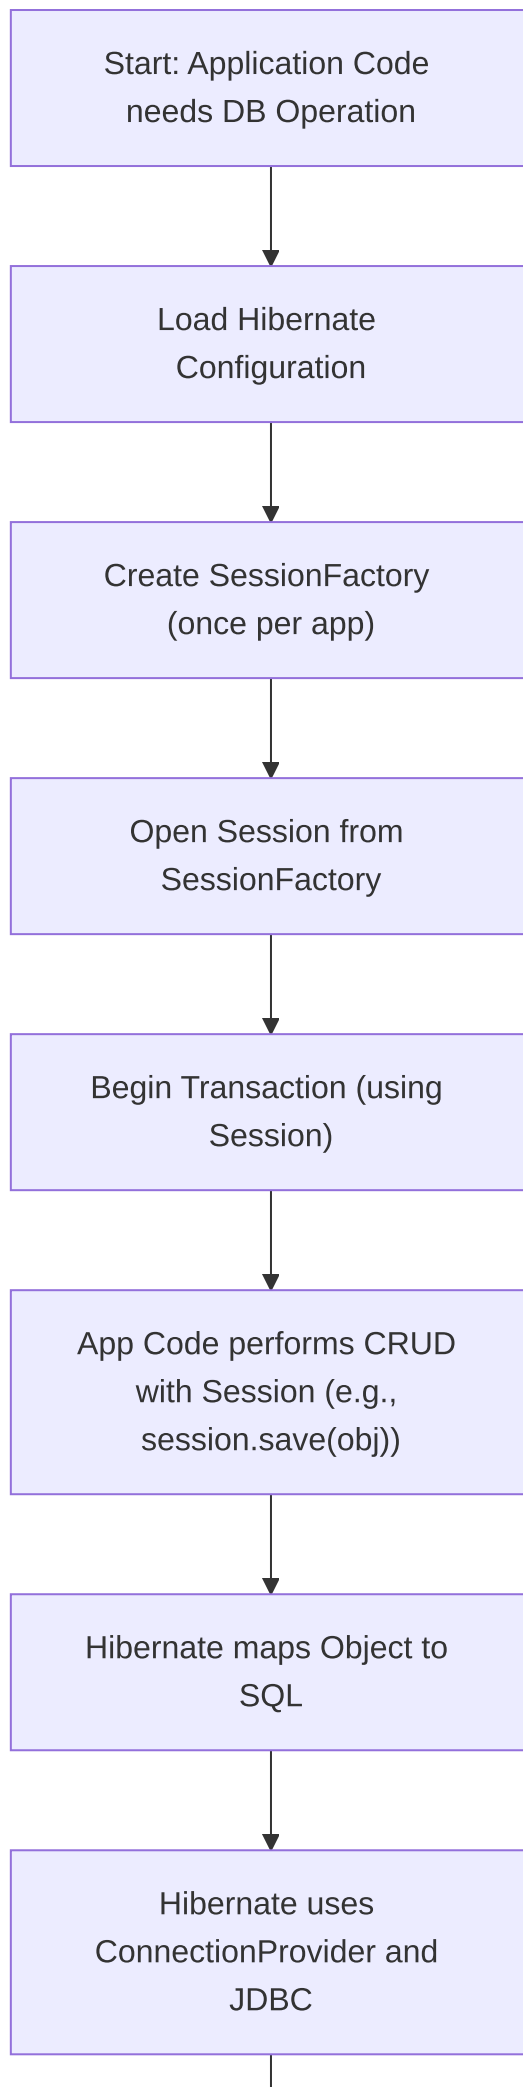 Start: Application Code
needs DB Operation
Load Hibernate
Configuration
Create SessionFactory
(once per app)
Open Session from
SessionFactory
Begin Transaction (using
Session)
App Code performs CRUD
with Session (e.g.,
session.save(obj))
Hibernate maps Object to
SQL
Hibernate uses
ConnectionProvider and
JDBC